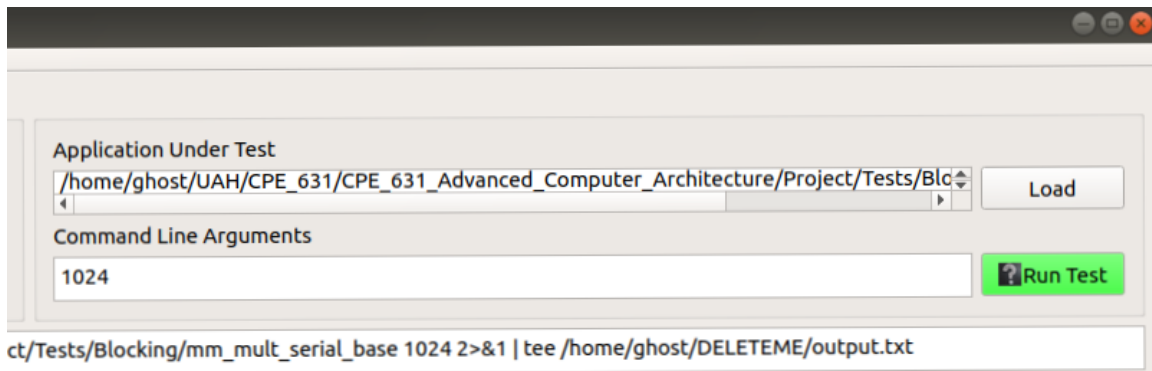 Application Under Test
/home/ghost/UAH/CPE_631/CPE_631_Advanced_Computer_Architecture/Project/Tests/Blo
Load
Command Line Arguments
1024
Run Test
ct/Tests/Blocking/mm_mult_serial_base 1024 2>&1 | tee /home/ghost/DELETEME/output.txt